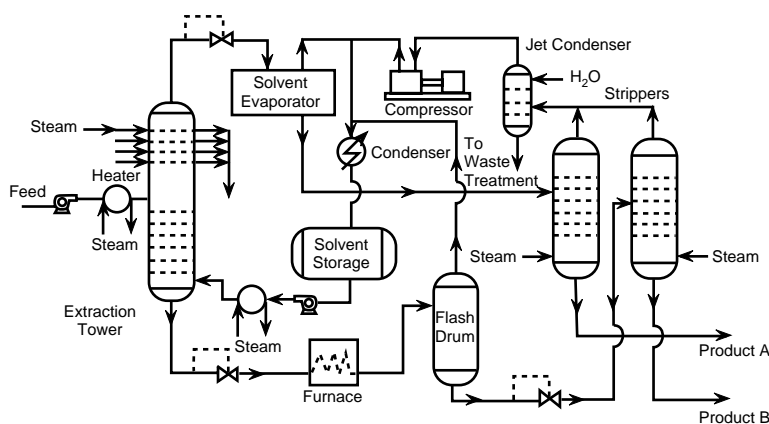 Jet Condenser
H₂O
Strippers
Solvent
Evaporator
Compressor
Steam
Condenser
To
Waste
Treatment
Heater
Feed
Steam
Solvent
Storage
Steam
Steam
Extraction
Tower
Flash
Drum
Steam
Furnace
Product A
Product B